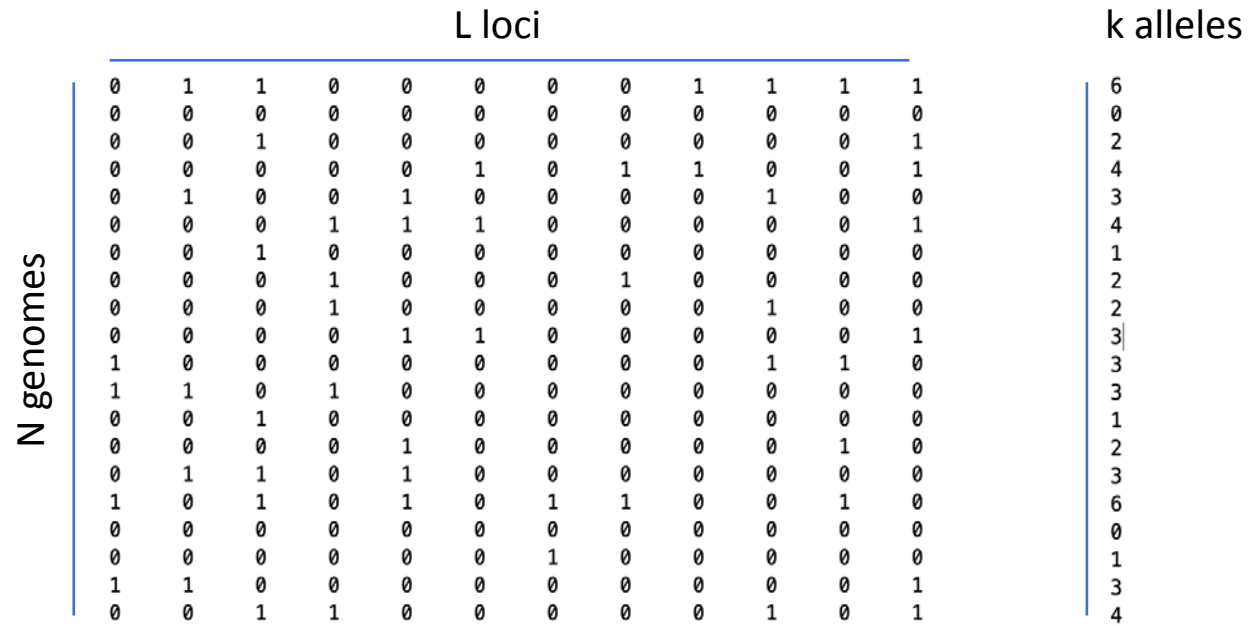 L loci k alleles
N genomes
0 1 1 0 0 0 0 0 1 1 1 1 6
0 0 0 0 0 0 0 0 0 0 0 0 0
0 0 1 0 0 0 0 0 0 0 0 1 2
0 0 0 0 0 1 0 1 1 0 0 1 4
0 1 0 0 1 0 0 0 0 1 0 0 3
0 0 0 1 1 1 0 0 0 0 0 1 4
0 0 1 0 0 0 0 0 0 0 0 0 1
0 0 0 1 0 0 0 1 0 0 0 0 2
0 0 0 1 0 0 0 0 0 1 0 0 2
0 0 0 0 1 1 0 0 0 0 0 1 3
1 0 0 0 0 0 0 0 0 1 1 0 3
1 1 0 1 0 0 0 0 0 0 0 0 3
0 0 1 0 0 0 0 0 0 0 0 0 1
0 0 0 0 1 0 0 0 0 0 1 0 2
0 1 1 0 1 0 0 0 0 0 0 0 3
1 0 1 0 1 0 1 1 0 0 1 0 6
0 0 0 0 0 0 0 0 0 0 0 0 0
0 0 0 0 0 0 1 0 0 0 0 0 1
1 1 0 0 0 0 0 0 0 0 0 1 3
0 0 1 1 0 0 0 0 0 1 0 1 4